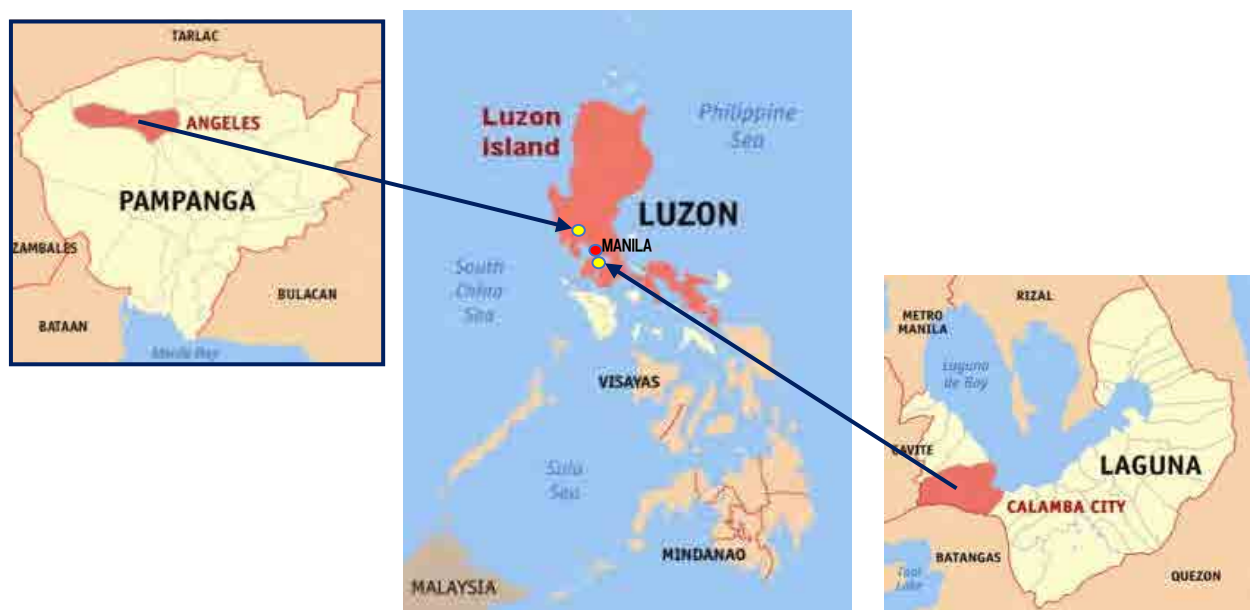 TARLAC
ANGELES
PAMPANGA
ZAMBALES
BULACAN
BATAAN
Manila Bay
Luzon
island
Philippine
Sea
LUZON
MANILA
South
China
Sea
VISAYAS
Sulu
Sea
MINDANAO
MALAYSIA
RIZAL
METRO
MANILA
Laguna
de Bay
CAVITE
LAGUNA
CALAMBA CITY
BATANGAS
Taal
Lake
QUEZON